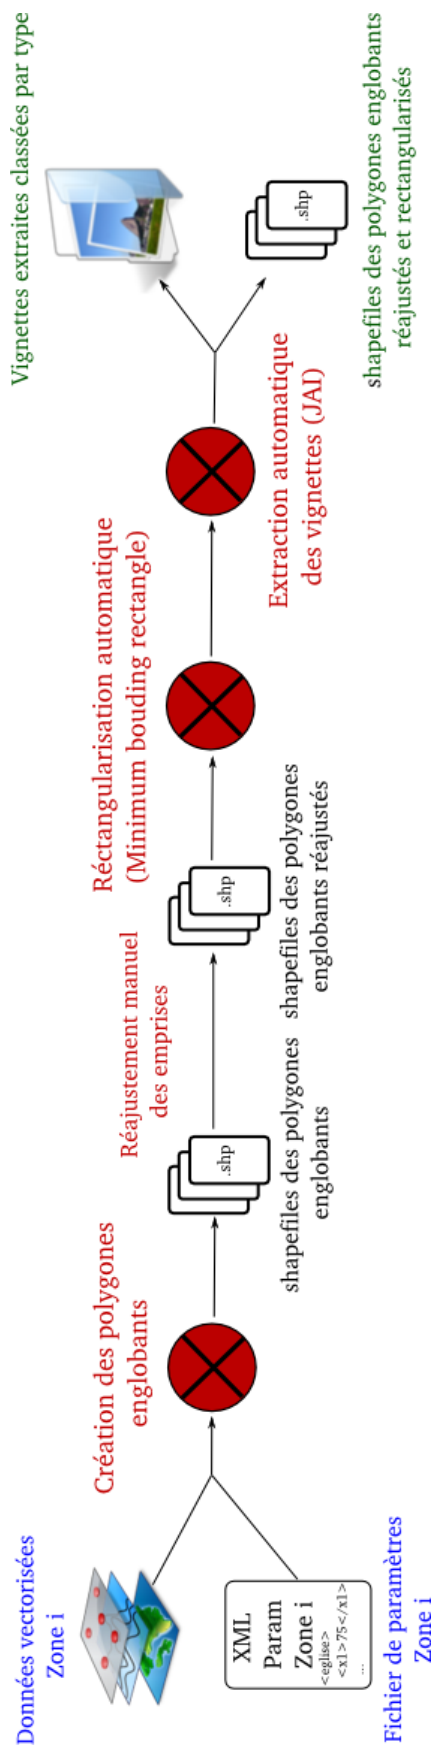 Données vectorisées
Zone i
XML
Param
Zone i
<eglise>
<x1>75</x1>
...
Fichier de paramètres
Zone i
Création des polygones
englobants
.shp
shapefiles des polygones
englobants
Réajustement manuel
des emprises
.shp
shapefiles des polygones
englobants réajustés
Réctangularisation automatique
(Minimum bouding rectangle)
Extraction automatique
des vignettes (JAI)
Vignettes extraites classées par type
.shp
shapefiles des polygones englobants
réajustés et rectangularisés